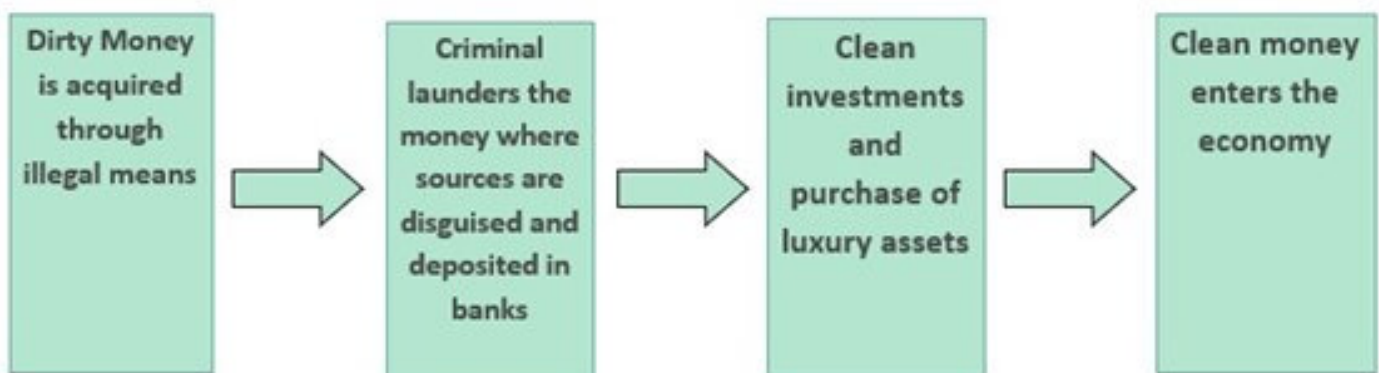 Dirty Money
is acquired
through
illegal means
Criminal
launders the
money where
sources are
disguised and
deposited in
banks
Clean
investments
and
purchase of
luxury assets
Clean money
enters the
economy